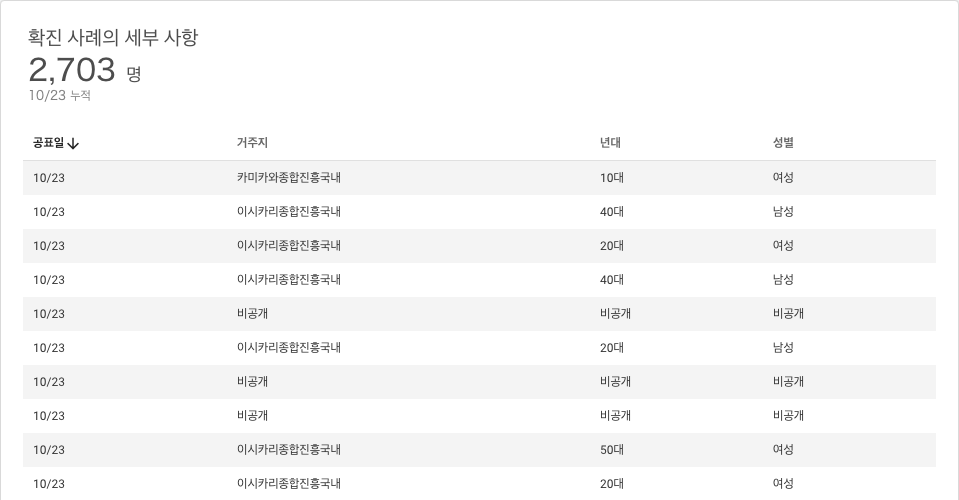 확진 사례의 세부 사항
2,703 명
10/23 누적
공표일↓ 거주지 년대 성별
10/23 카미카와종합진흥국내 10대 여성
10/23 이시카리종합진흥국내 40대 남성
10/23 이시카리종합진흥국내 20대 여성
10/23 이시카리종합진흥국내 40대 남성
10/23 비공개 비공개 비공개
10/23 이시카리종합진흥국내 20대 남성
10/23 비공개 비공개 비공개
10/23 비공개 비공개 비공개
10/23 이시카리종합진흥국내 50대 여성
10/23 이시카리종합진흥국내 20대 여성